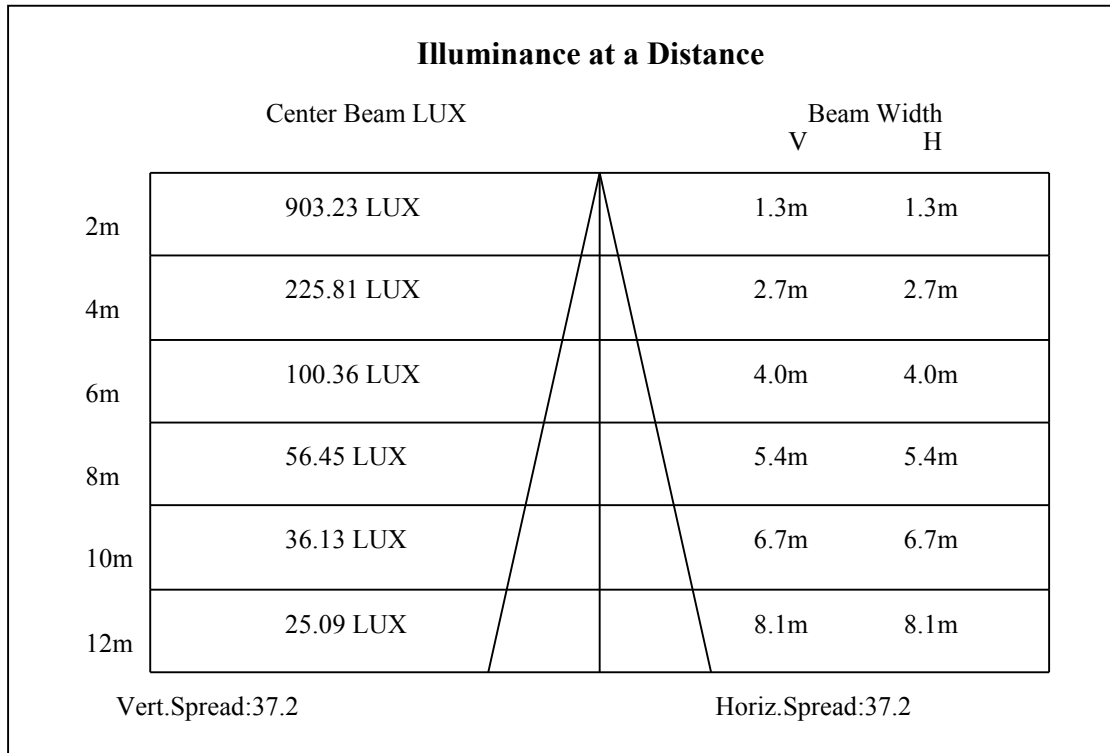 Illuminance at a Distance
Center Beam LUX Beam Width
V H
2m 903.23 LUX 1.3m 1.3m
4m 225.81 LUX 2.7m 2.7m
6m 100.36 LUX 4.0m 4.0m
8m 56.45 LUX 5.4m 5.4m
10m 36.13 LUX 6.7m 6.7m
12m 25.09 LUX 8.1m 8.1m
Vert.Spread:37.2 Horiz.Spread:37.2